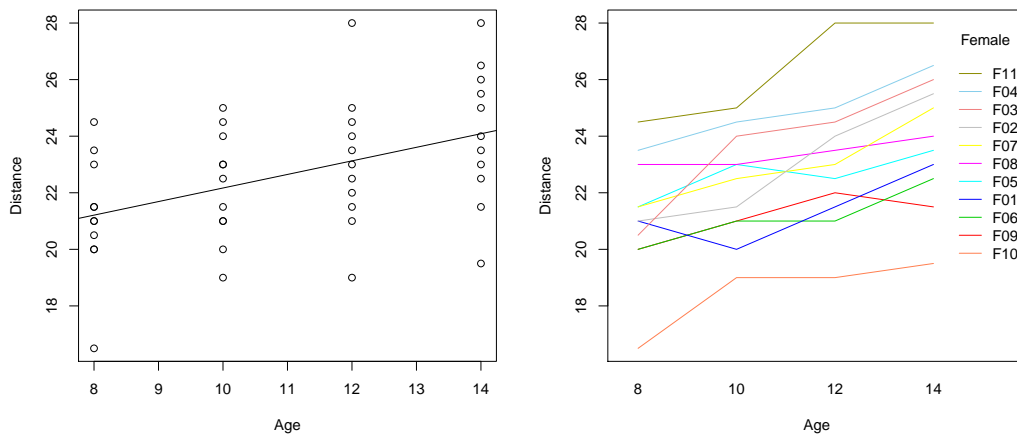 28
26
24
22
20
18
Distance
8 9 10 11 12 13 14
Age
28
26
24
22
20
18
Distance
8 10 12 14
Age
Female
F11
F04
F03
F02
F07
F08
F05
F01
F06
F09
F10